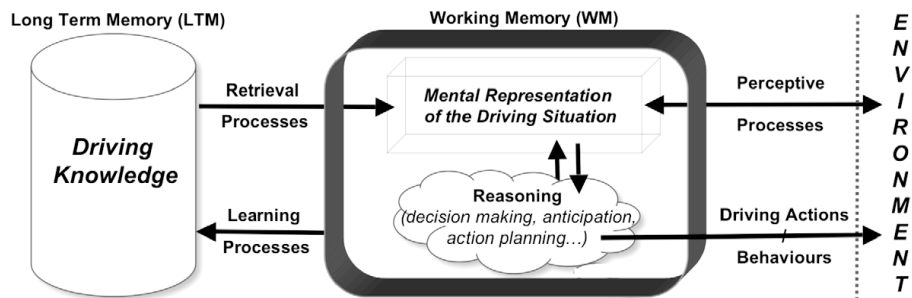 Long Term Memory (LTM)
Working Memory (WM)
Driving
Knowledge
Retrieval
Processes
Learning
Processes
Mental Representation
of the Driving Situation
Reasoning
(decision making, anticipation,
action planning…)
Perceptive
Processes
Driving Actions
Behaviours
ENVIRONMENT